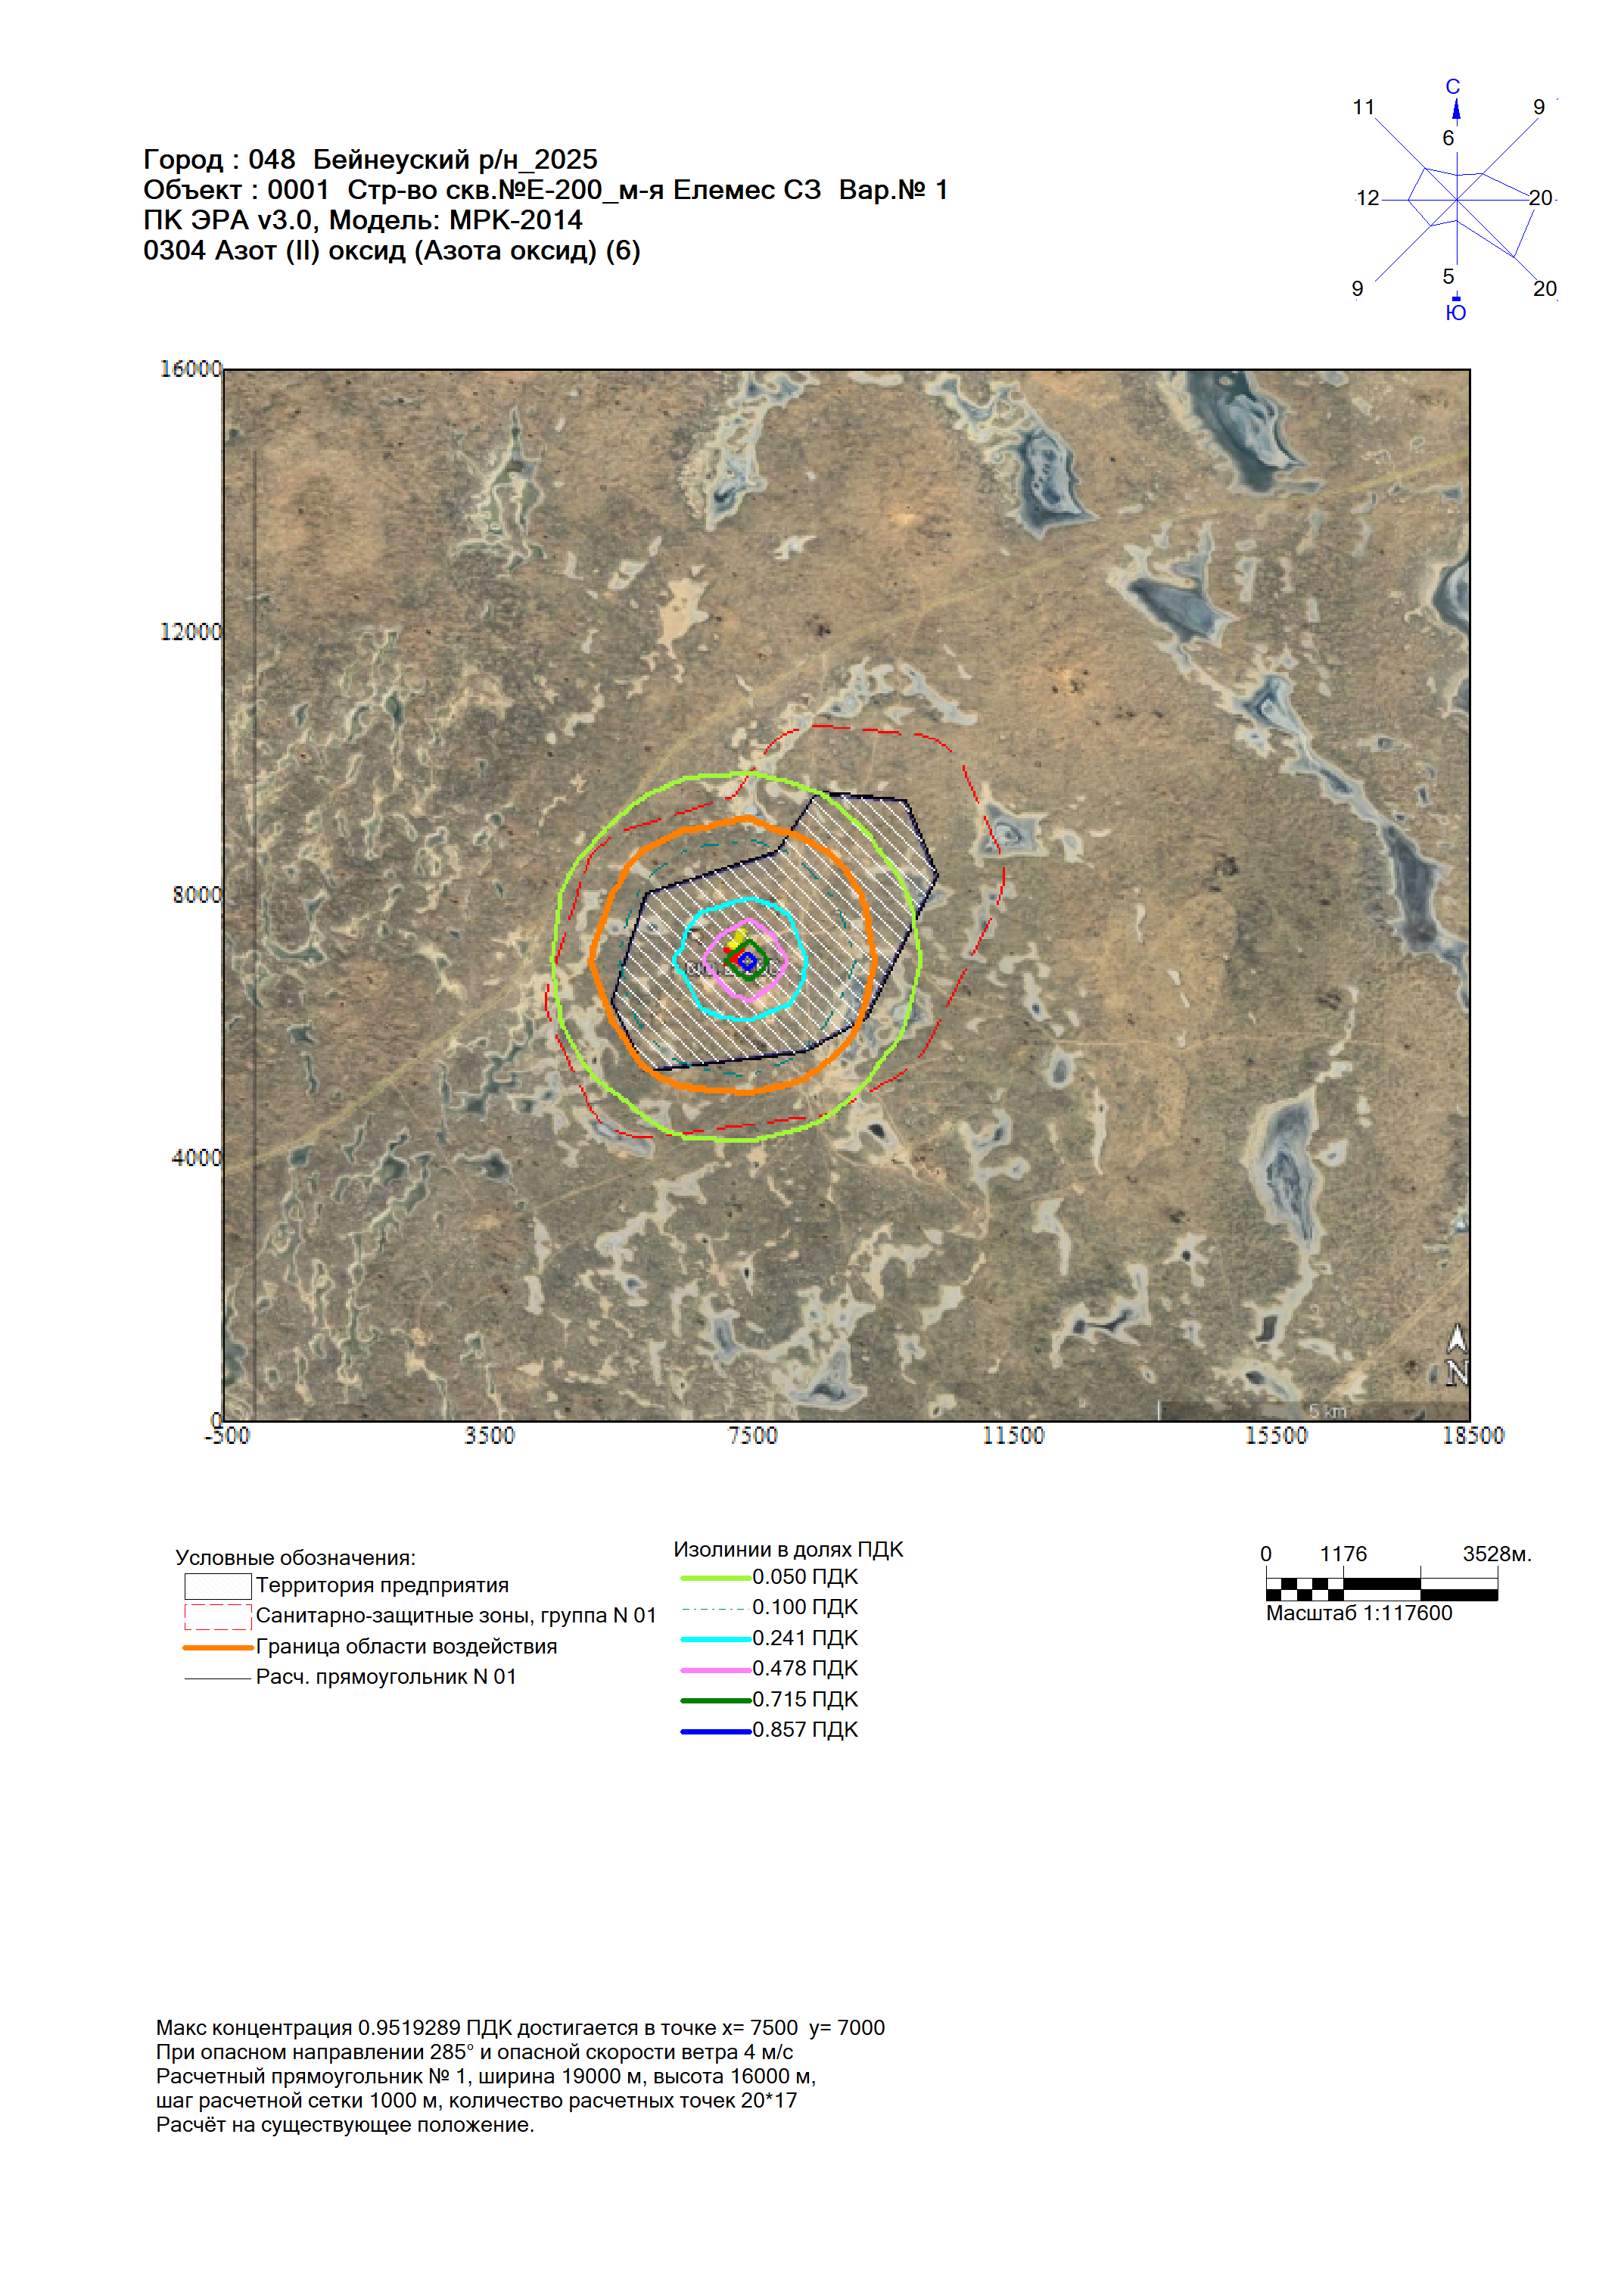 Город : 048 Бейнеуский р/н_2025
Объект : 0001 Стр-во скв.№Е-200_м-я Елемес СЗ Вар.№ 1
ПК ЭРА v3.0, Модель: МРК-2014
0304 Азот (II) оксид (Азота оксид) (6)
С
11
9
6
12
20
5
9
20
Ю
16000
12000
8000
4000
0
-500
3500
7500
11500
15500
18500
N
5 km
Условные обозначения:
Территория предприятия
Санитарно-защитные зоны, группа N 01
Граница области воздействия
Расч. прямоугольник N 01
Изолинии в долях ПДК
0.050 ПДК
0.100 ПДК
0.241 ПДК
0.478 ПДК
0.715 ПДК
0.857 ПДК
0 1176 3528м.
Масштаб 1:117600
Макс концентрация 0.9519289 ПДК достигается в точке x= 7500 y= 7000
При опасном направлении 285° и опасной скорости ветра 4 м/с
Расчетный прямоугольник № 1, ширина 19000 м, высота 16000 м,
шаг расчетной сетки 1000 м, количество расчетных точек 20*17
Расчёт на существующее положение.